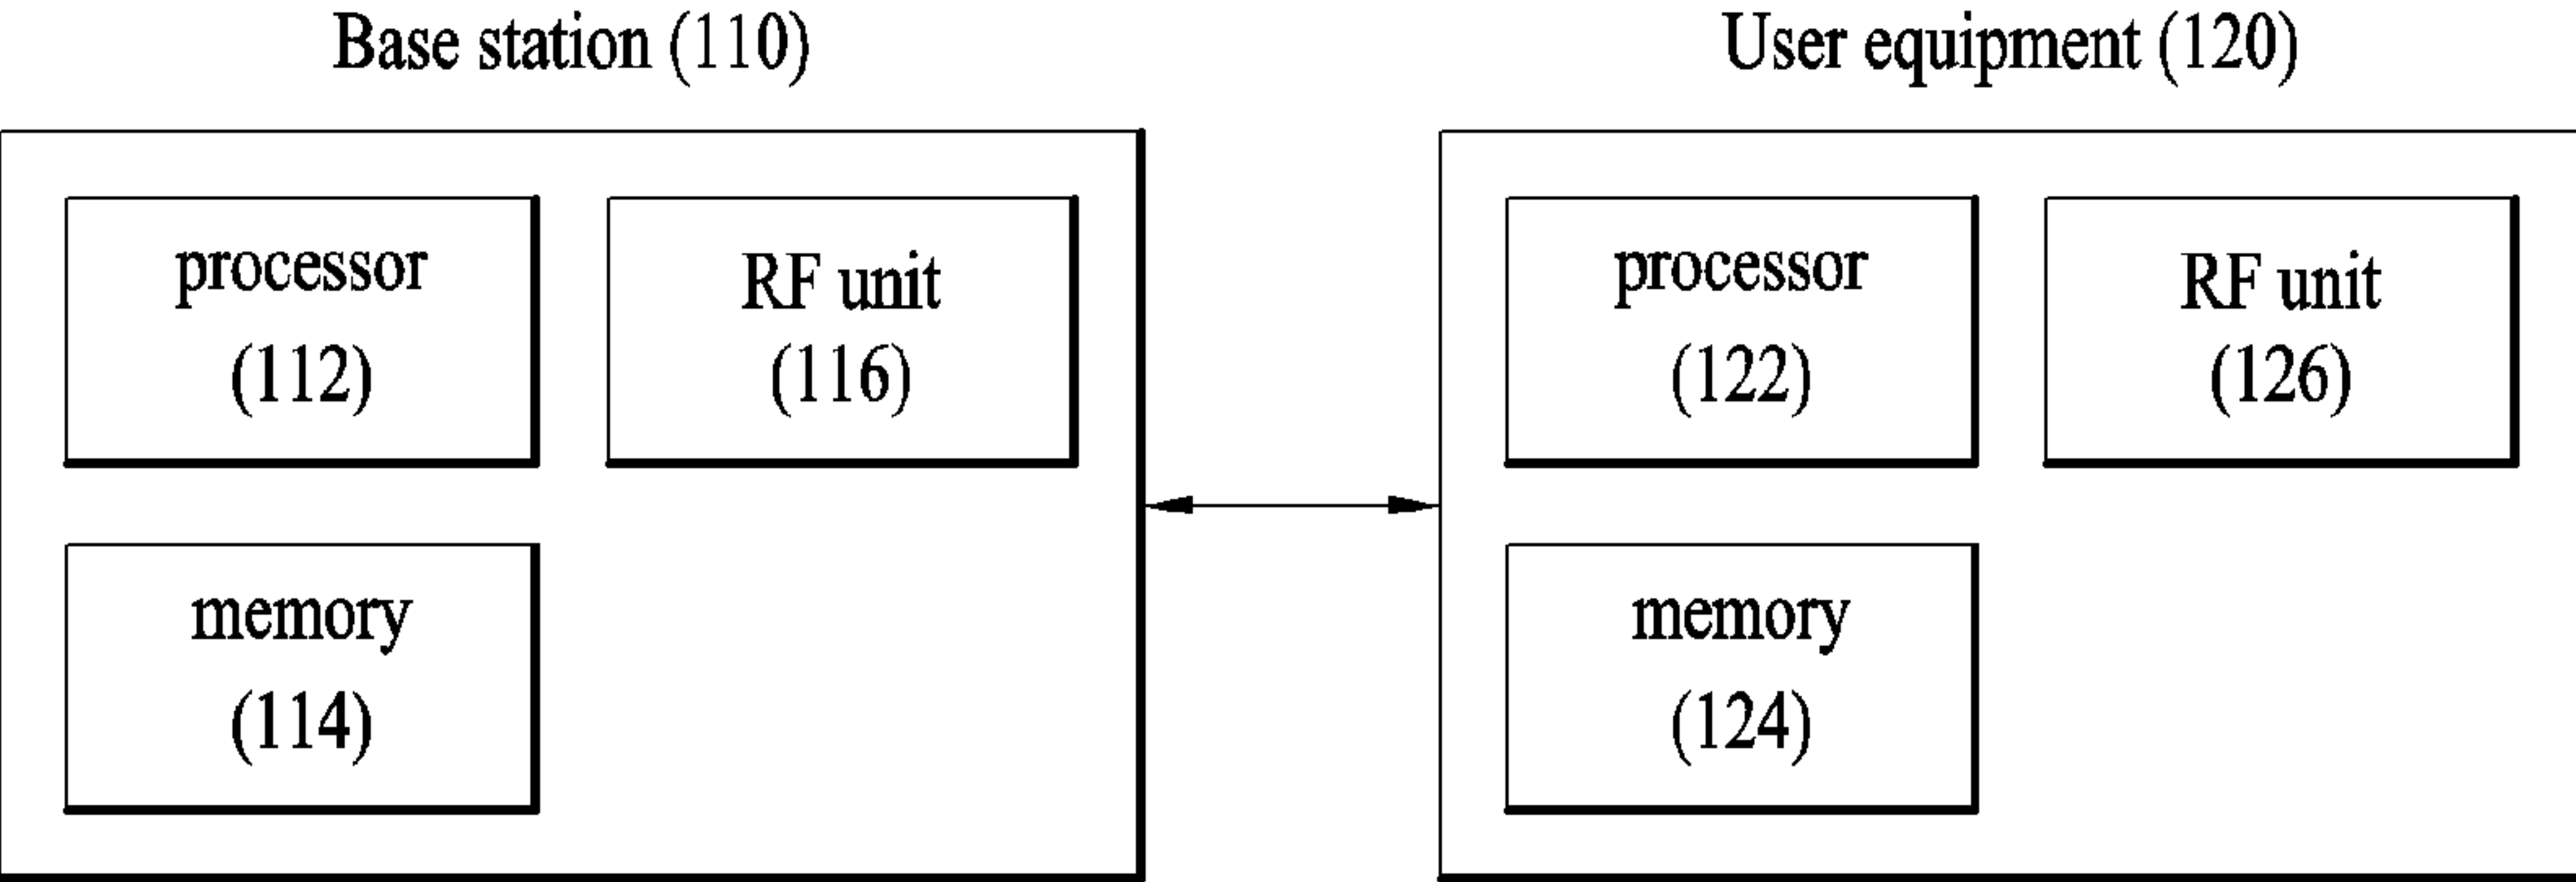 Base station (110)
processor
(112)
RF unit
(116)
memory
(114)
User equipment (120)
processor
(122)
RF unit
(126)
memory
(124)